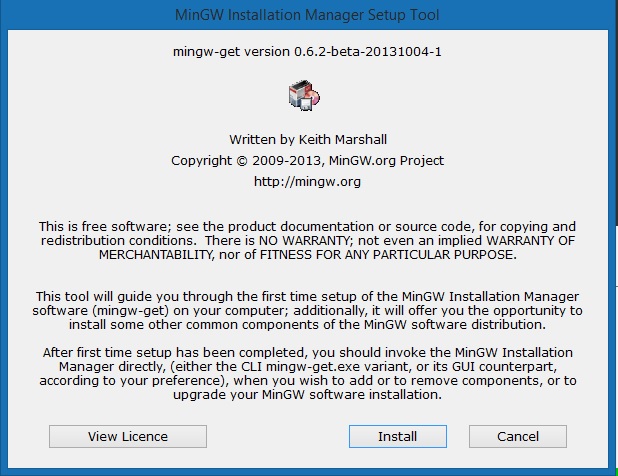 MinGW Installation Manager Setup Tool
mingw-get version 0.6.2-beta-20131004-1
Written by Keith Marshall
Copyright © 2009-2013, MinGW.org Project
http://mingw.org
This is free software; see the product documentation or source code, for copying and
redistribution conditions.  There is NO WARRANTY; not even an implied WARRANTY OF
MERCHANTABILITY, nor of FITNESS FOR ANY PARTICULAR PURPOSE.
This tool will guide you through the first time setup of the MinGW Installation Manager
software (mingw-get) on your computer; additionally, it will offer you the opportunity to
install some other common components of the MinGW software distribution.
After first time setup has been completed, you should invoke the MinGW Installation
Manager directly, (either the CLI mingw-get.exe variant, or its GUI counterpart,
according to your preference), when you wish to add or to remove components, or to
upgrade your MinGW software installation.
View Licence
Install
Cancel